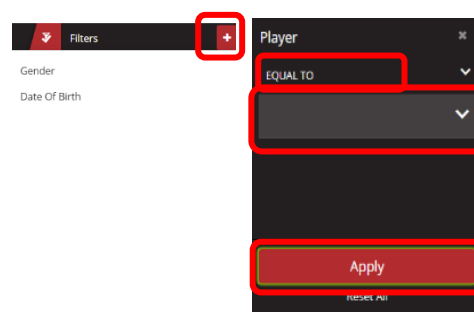 Filters
Gender
Date Of Birth
Player
EQUAL TO
Apply
Reset All